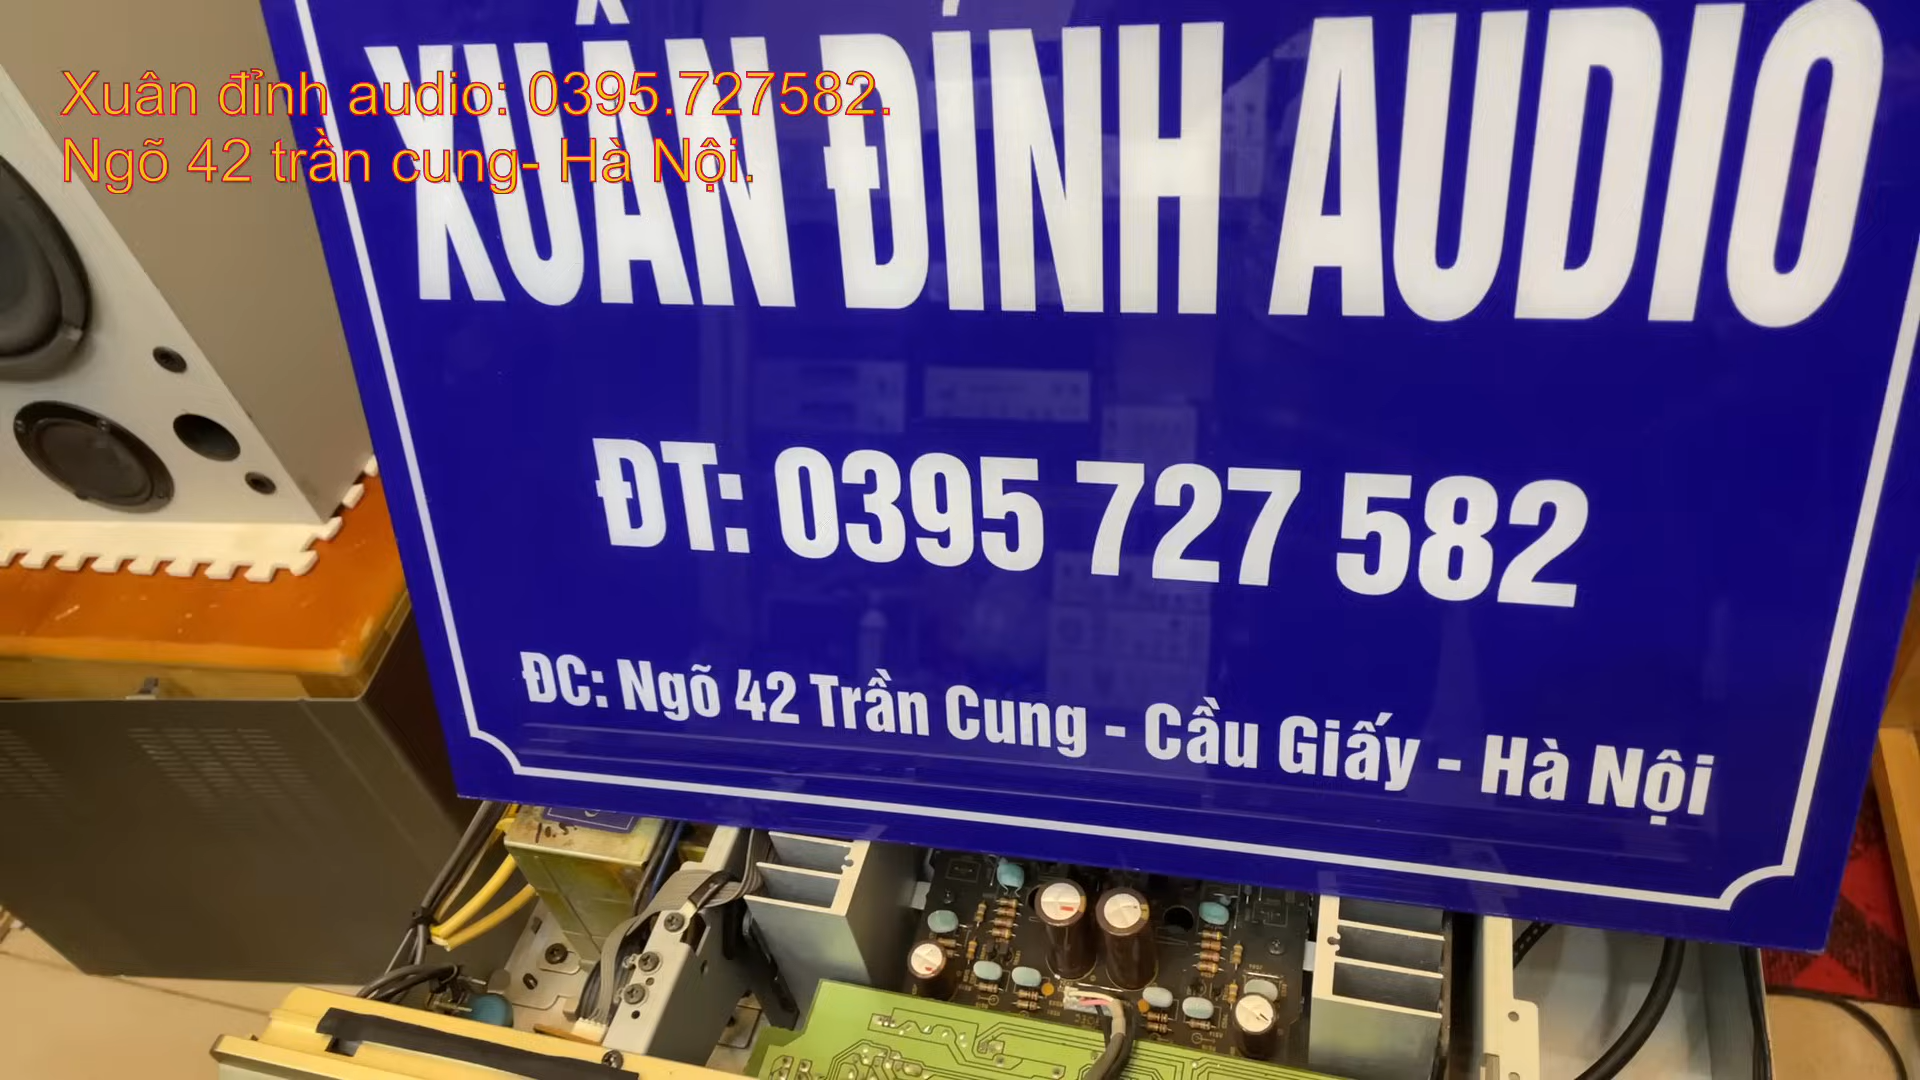 Xuân đỉnh audio: 0395.727582.
Ngõ 42 trần cung- Hà Nội.
XUÂN ĐỈNH AUDIO
ĐT: 0395 727 582
ĐC: Ngõ 42 Trần Cung - Cầu Giấy - Hà Nội